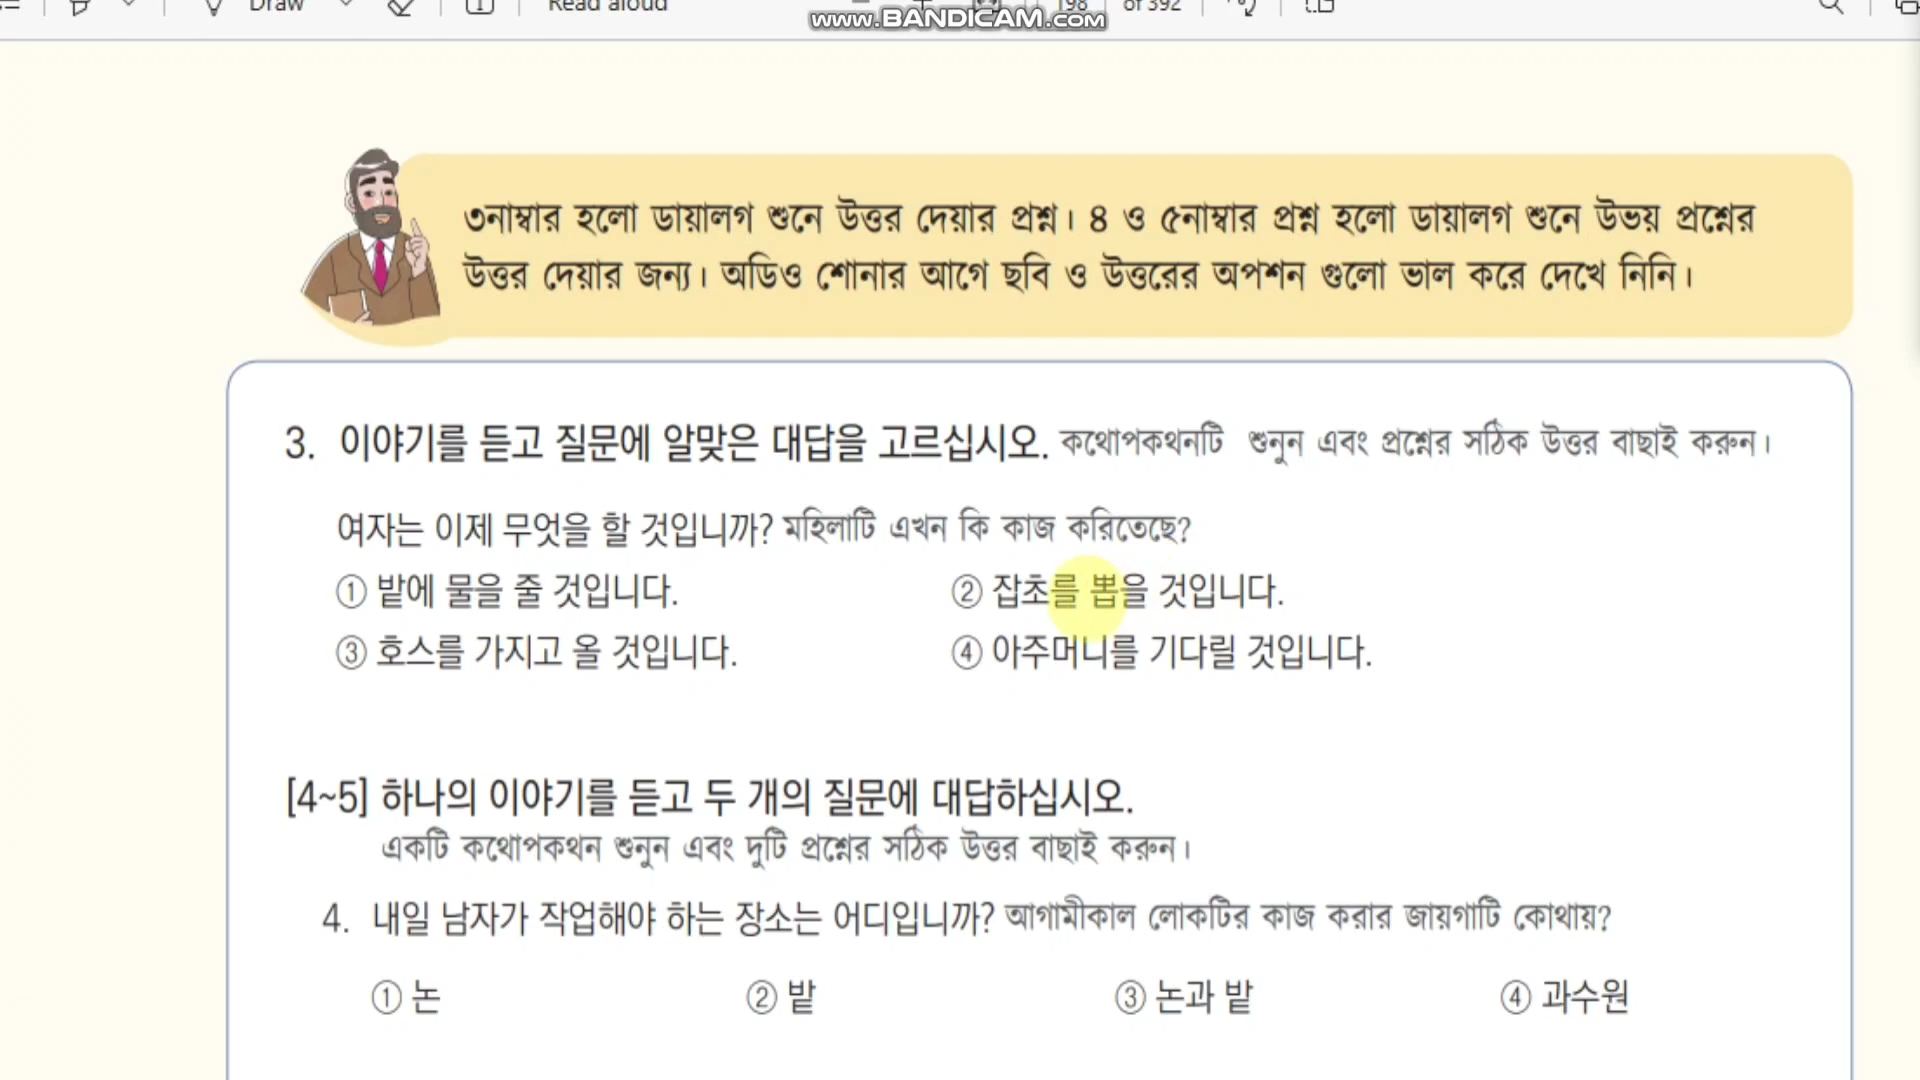 Draw
Read aloud
198 of 392
www.BANDICAM.com
৩নাম্বার হলো ডায়ালগ শুনে উত্তর দেয়ার প্রশ্ন। ৪ ও ৫নাম্বার প্রশ্ন হলো ডায়ালগ শুনে উভয় প্রশ্নের
উত্তর দেয়ার জন্য। অডিও শোনার আগে ছবি ও উত্তরের অপশন গুলো ভাল করে দেখে নিনি।
3. 이야기를 듣고 질문에 알맞은 대답을 고르십시오. কথোপকথনটি শুনুন এবং প্রশ্নের সঠিক উত্তর বাছাই করুন।
여자는 이제 무엇을 할 것입니까? মহিলাটি এখন কি কাজ করিতেছে?
① 밭에 물을 줄 것입니다. ② 잡초를 뽑을 것입니다.
③ 호스를 가지고 올 것입니다. ④ 아주머니를 기다릴 것입니다.
[4~5] 하나의 이야기를 듣고 두 개의 질문에 대답하십시오.
একটি কথোপকথন শুনুন এবং দুটি প্রশ্নের সঠিক উত্তর বাছাই করুন।
4. 내일 남자가 작업해야 하는 장소는 어디입니까? আগামীকাল লোকটির কাজ করার জায়গাটি কোথায়?
① 논 ② 밭 ③ 논과 밭 ④ 과수원